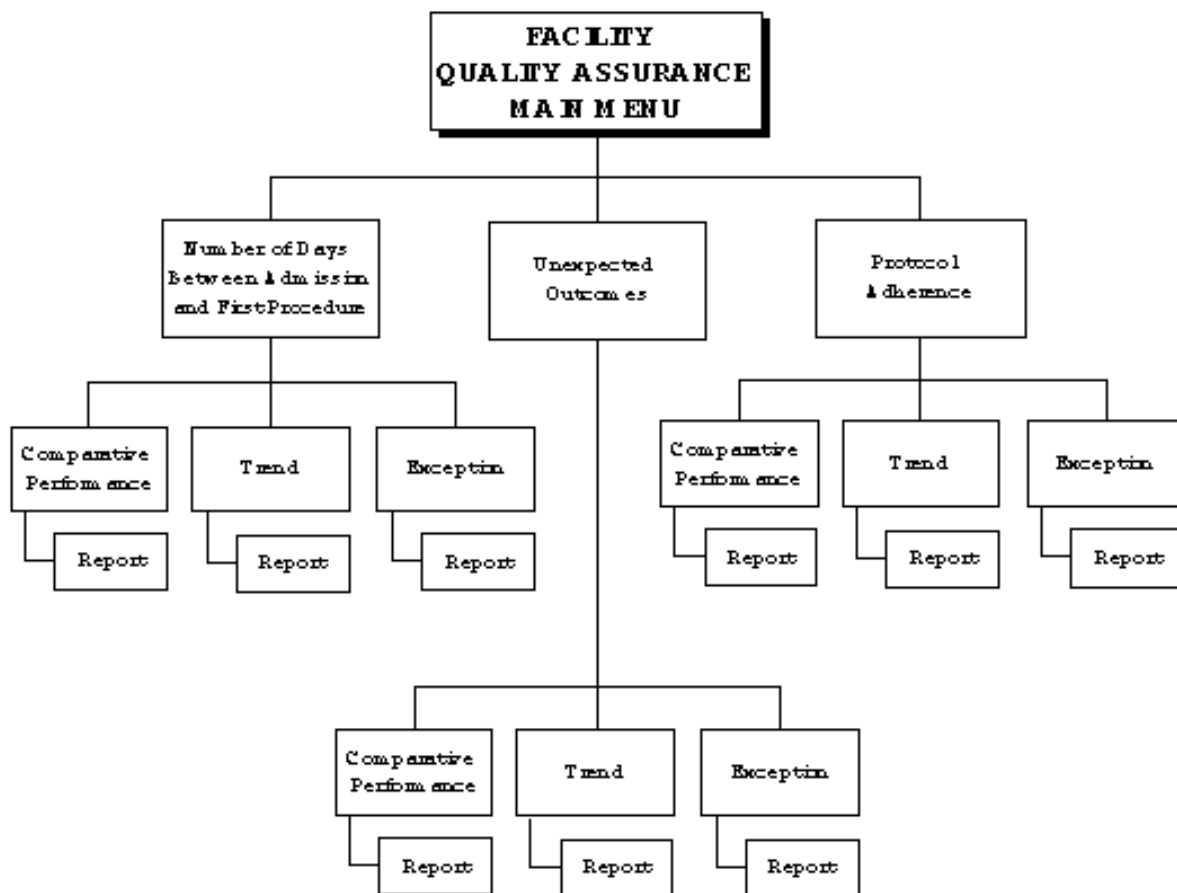 FACILITY
QUALITY ASSURANCE
MAIN MENU
Number of Days
Between Admission
and First Procedure
Unexpected
Outcomes
Protocol
Adherence
Comparative
Performance
Trend
Exception
Report
Report
Report
Comparative
Performance
Trend
Exception
Report
Report
Report
Comparative
Performance
Trend
Exception
Report
Report
Report